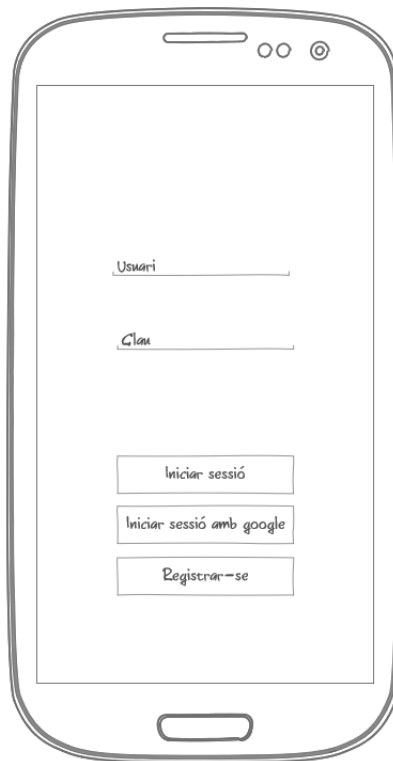 Usuari
Clau
Iniciar sessió
Iniciar sessió amb google
Registrar-se